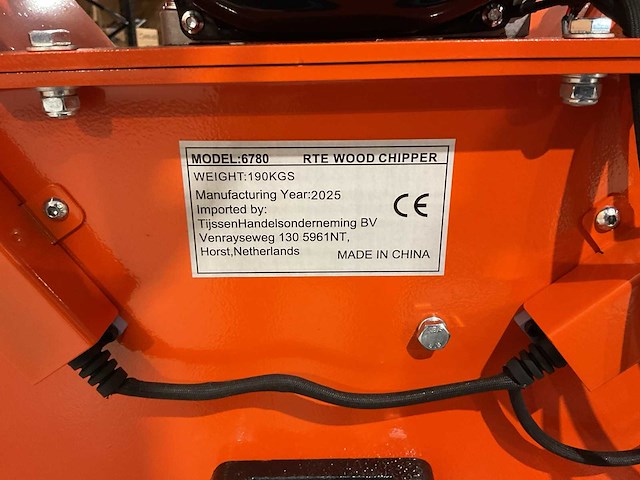 MODEL:6780 RTE WOOD CHIPPER
WEIGHT:190KGS
Manufacturing Year:2025
Imported by:
TijssenHandelsonderneming BV
Venrayseweg 130 5961NT,
Horst,Netherlands
MADE IN CHINA
CE